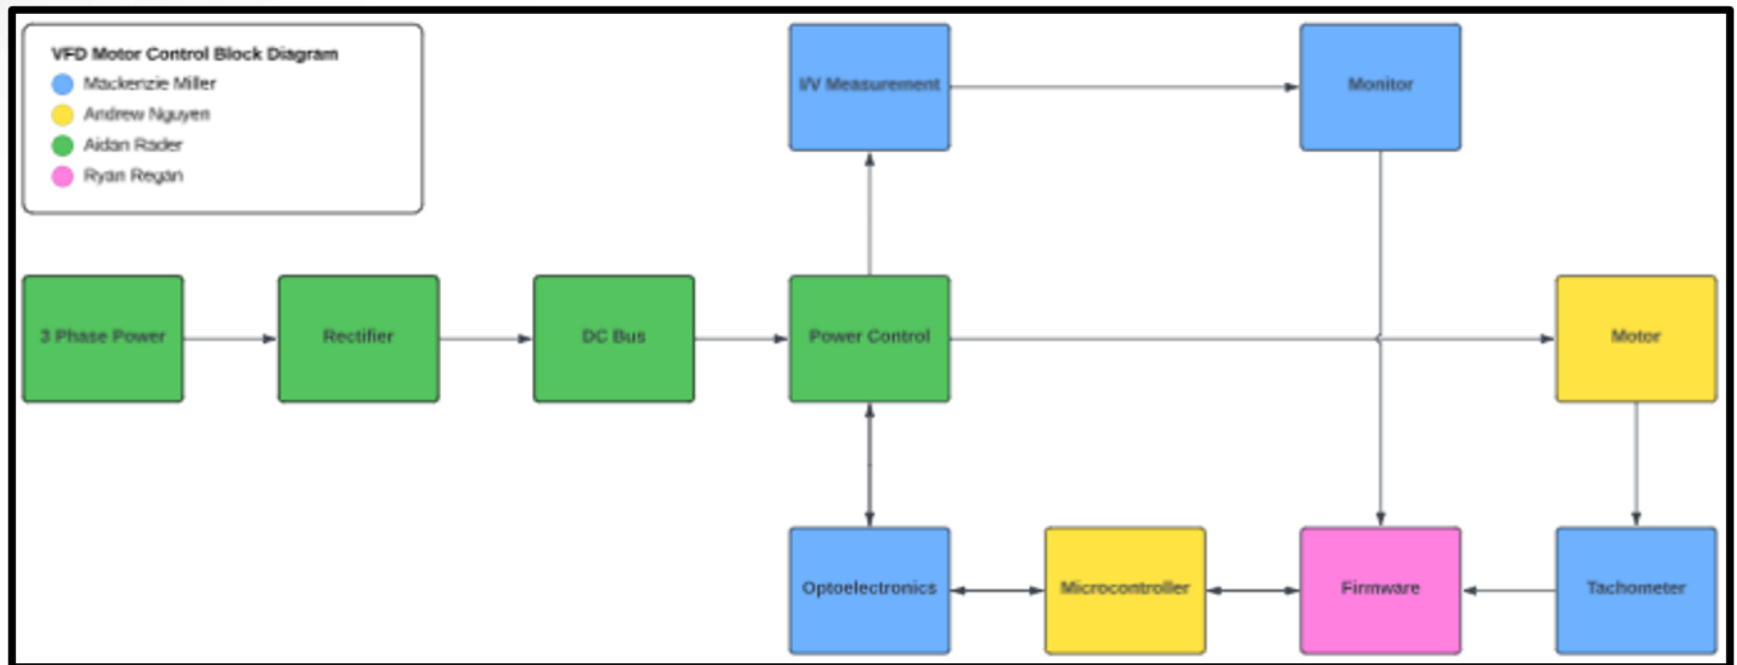 VFD Motor Control Block Diagram
Mackenzie Miller
Andrew Nguyen
Aidan Rader
Ryan Regan
I/V Measurement
Monitor
3 Phase Power
Rectifier
DC Bus
Power Control
Motor
Optoelectronics
Microcontroller
Firmware
Tachometer